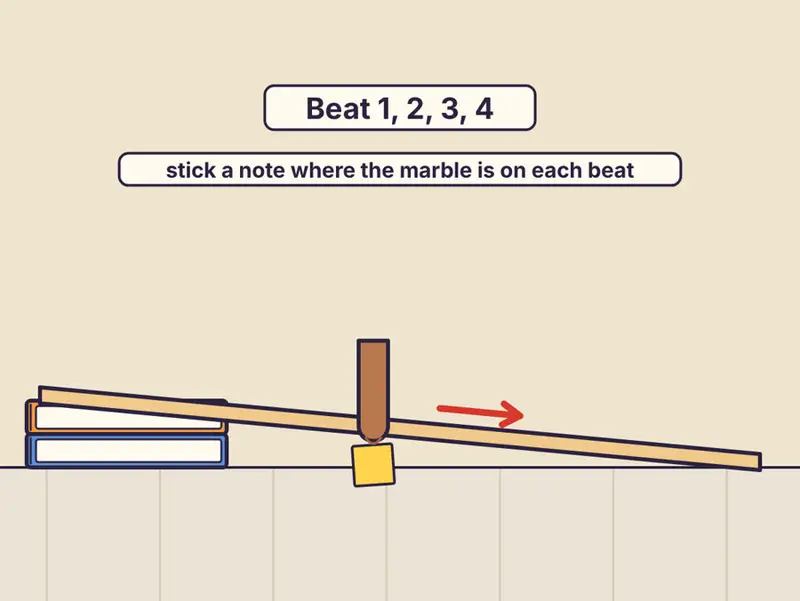 Beat 1, 2, 3, 4
stick a note where the marble is on each beat